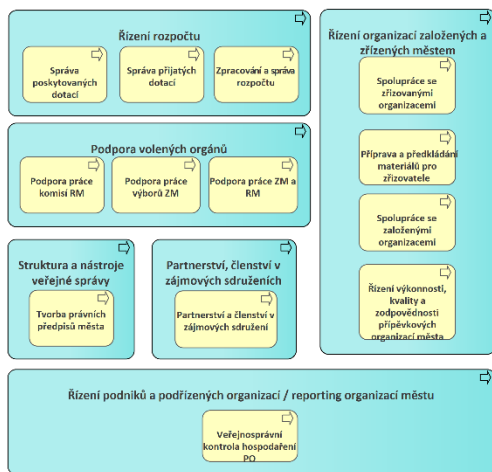 Řízení rozpočtu
Správa
poskytovaných
dotací
Správa přijatých
dotací
Zpracování a správa
rozpočtu
Podpora volených orgánů
Podpora práce
komisí RM
Podpora práce
výborů ZM
Podpora práce ZM a
RM
Struktura a nástroje
veřejné správy
Tvorba právních
předpisů města
Partnerství, členství v
zájmových sdruženích
Partnerství a členství v
zájmových sdružení
Řízení organizací založených a
zřízených městem
Spolupráce se
zřizovanými
organizacemi
Příprava a předkládání
materiálů pro
zřizovatele
Spolupráce se
založenými
organizacemi
Řízení výkonnosti,
kvality a
zodpovědnosti
příspěvkových
organizací města
Řízení podniků a podřízených organizací / reporting organizací městu
Veřejnosprávní
kontrola hospodaření
PO